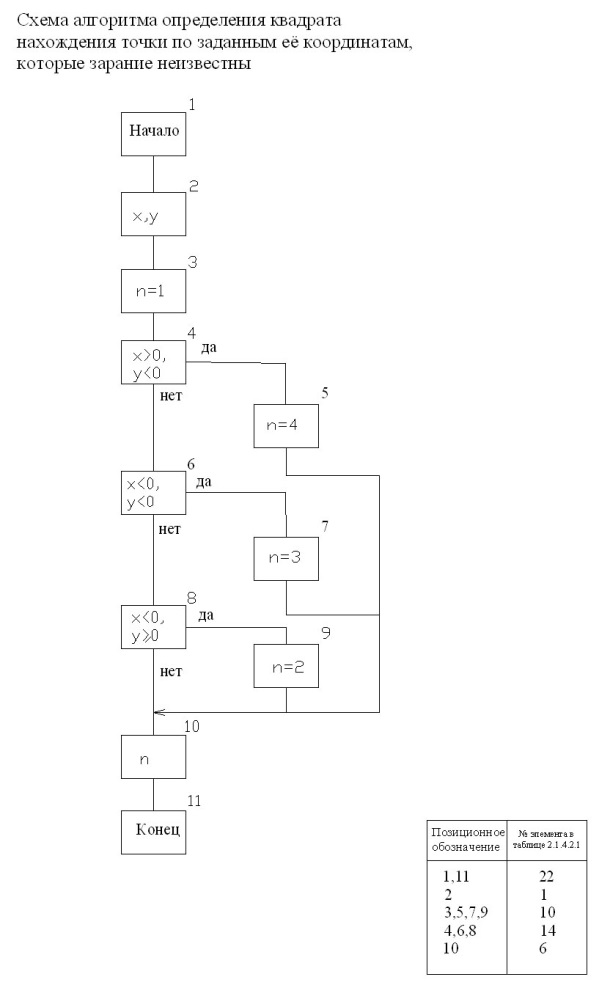 Схема алгоритма определения квадрата
нахождения точки по заданным её координатам,
которые зарание неизвестны
1
Начало
2
x,y
3
n=1
4
x>0,
y<0
да
нет
5
n=4
6
x<0,
y<0
да
нет
7
n=3
8
x<0,
y⩾0
да
нет
9
n=2
10
n
11
Конец
Позиционное обозначение
№ элемента в таблице 2.1.4.2.1
1,11 22
2 1
3,5,7,9 10
4,6,8 14
10 6